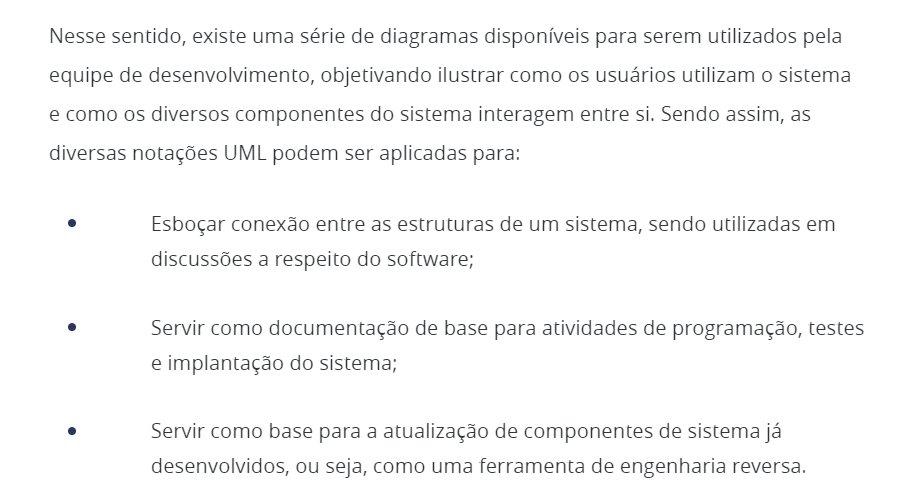 Nesse sentido, existe uma série de diagramas disponíveis para serem utilizados pela
equipe de desenvolvimento, objetivando ilustrar como os usuários utilizam o sistema
e como os diversos componentes do sistema interagem entre si. Sendo assim, as
diversas notações UML podem ser aplicadas para:
• Esboçar conexão entre as estruturas de um sistema, sendo utilizadas em
discussões a respeito do software;
• Servir como documentação de base para atividades de programação, testes
e implantação do sistema;
• Servir como base para a atualização de componentes de sistema já
desenvolvidos, ou seja, como uma ferramenta de engenharia reversa.